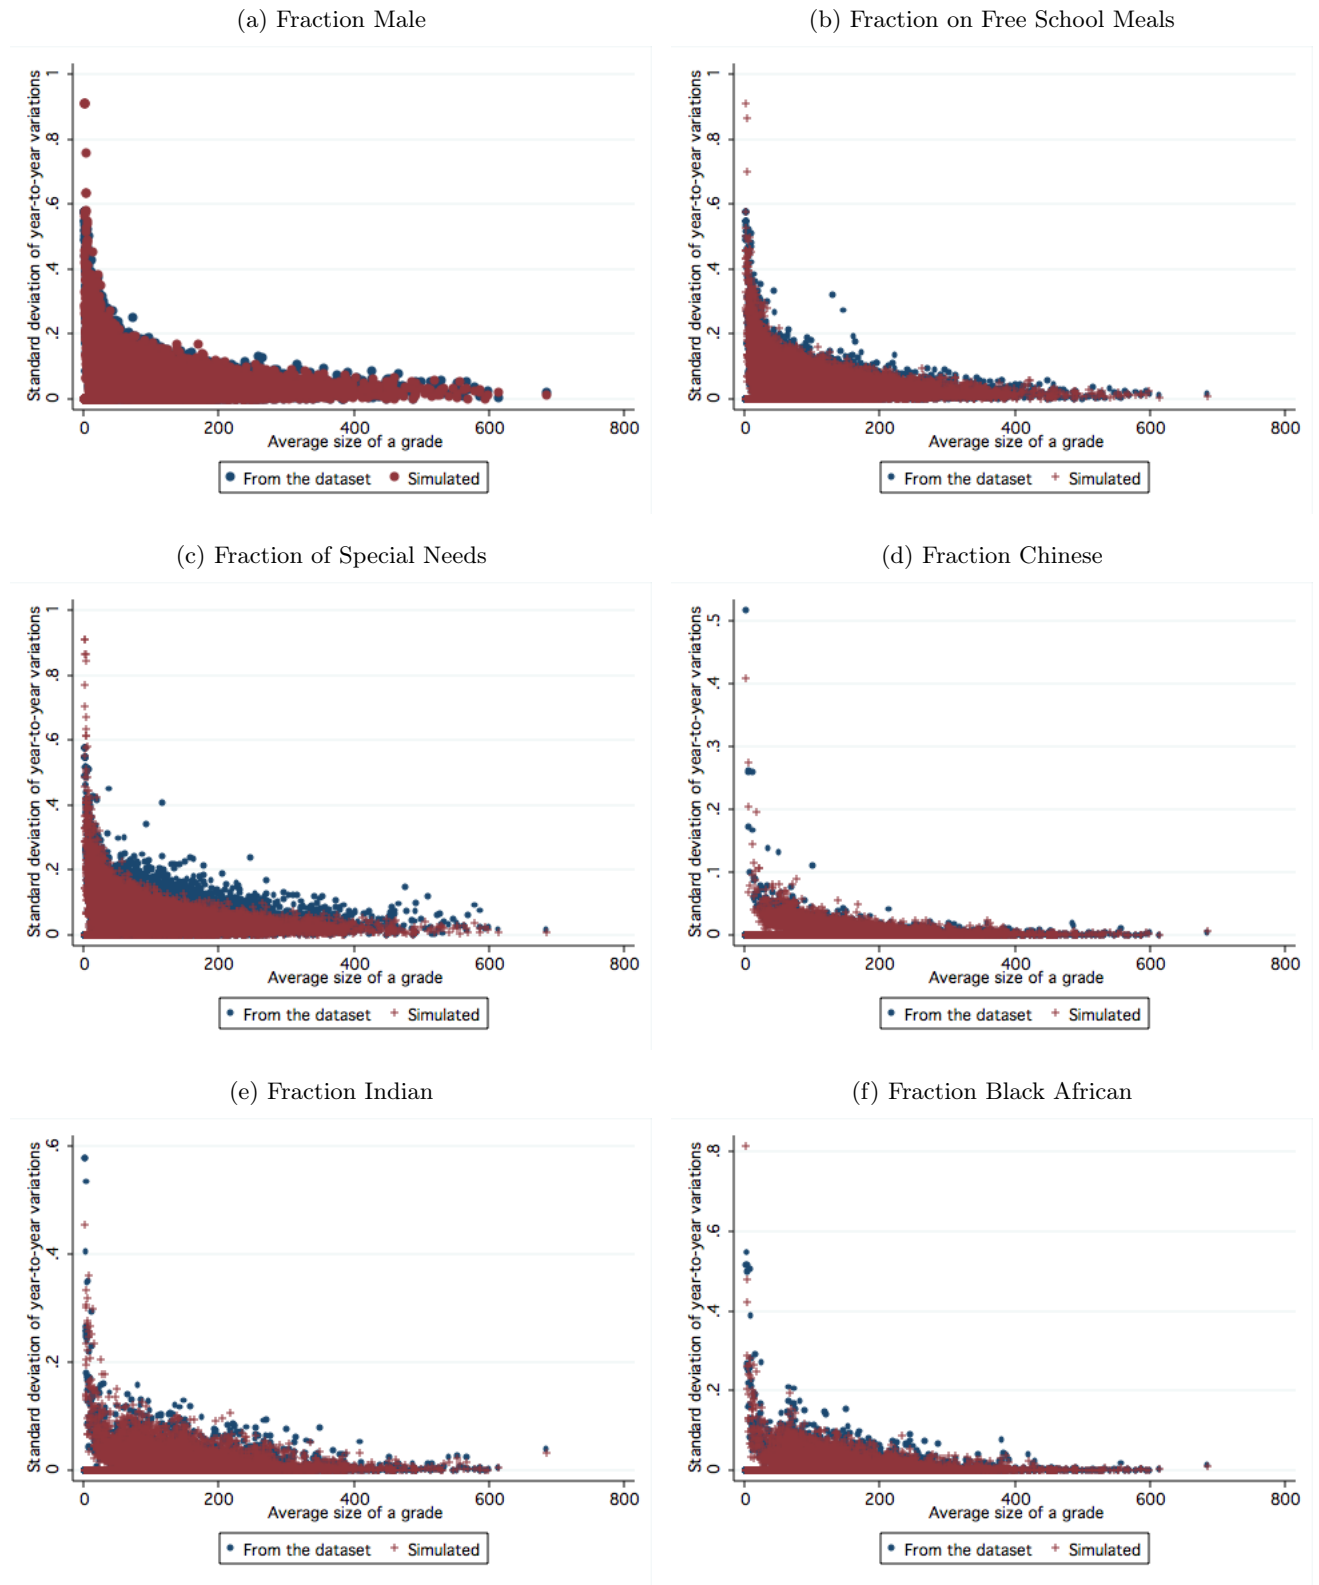 (a) Fraction Male
Standard deviation of year-to-year variations
0 .2 .4 .6 .8 1
0 200 400 600 800
Average size of a grade
From the dataset Simulated
(b) Fraction on Free School Meals
Standard deviation of year-to-year variations
0 .2 .4 .6 .8 1
0 200 400 600 800
Average size of a grade
From the dataset Simulated
(c) Fraction of Special Needs
Standard deviation of year-to-year variations
0 .2 .4 .6 .8 1
0 200 400 600 800
Average size of a grade
From the dataset Simulated
(d) Fraction Chinese
Standard deviation of year-to-year variations
0 .1 .2 .3 .4 .5
0 200 400 600 800
Average size of a grade
From the dataset Simulated
(e) Fraction Indian
Standard deviation of year-to-year variations
0 .2 .4 .6
0 200 400 600 800
Average size of a grade
From the dataset Simulated
(f) Fraction Black African
Standard deviation of year-to-year variations
0 .2 .4 .6 .8
0 200 400 600 800
Average size of a grade
From the dataset Simulated